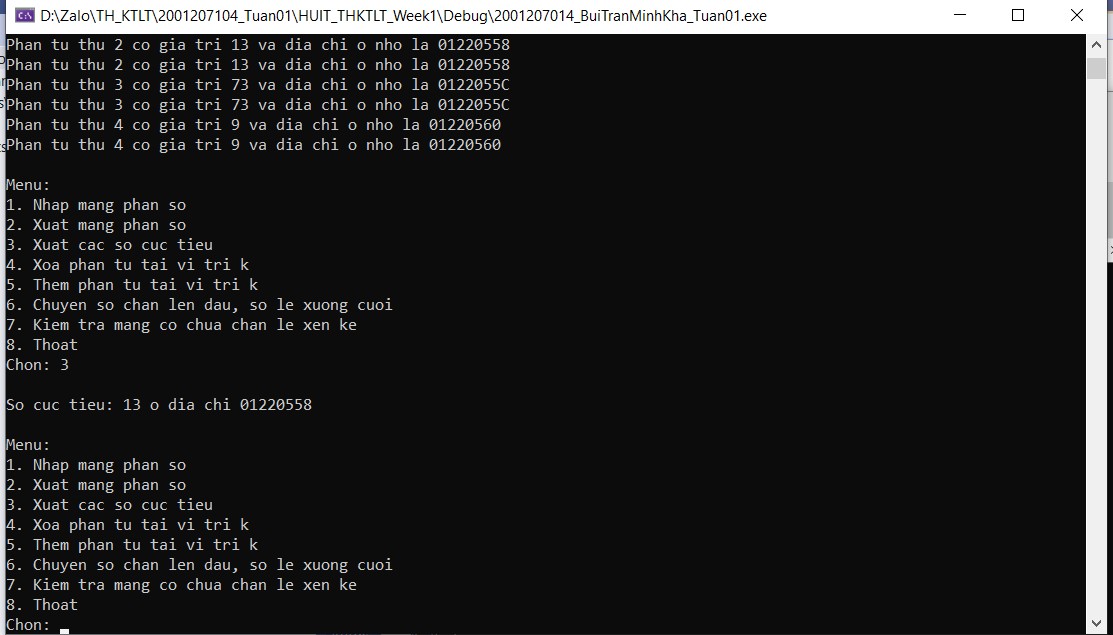 D:\Zalo\TH_KTLT\2001207104_Tuan01\HUIT_THKTLT_Week1\Debug\2001207014_BuiTranMinhKha_Tuan01.exe
Phan tu thu 2 co gia tri 13 va dia chi o nho la 01220558
Phan tu thu 2 co gia tri 13 va dia chi o nho la 01220558
Phan tu thu 3 co gia tri 73 va dia chi o nho la 0122055C
Phan tu thu 3 co gia tri 73 va dia chi o nho la 0122055C
Phan tu thu 4 co gia tri 9 va dia chi o nho la 01220560
Phan tu thu 4 co gia tri 9 va dia chi o nho la 01220560
Menu:
1. Nhap mang phan so
2. Xuat mang phan so
3. Xuat cac so cuc tieu
4. Xoa phan tu tai vi tri k
5. Them phan tu tai vi tri k
6. Chuyen so chan len dau, so le xuong cuoi
7. Kiem tra mang co chua chan le xen ke
8. Thoat
Chon: 3
So cuc tieu: 13 o dia chi 01220558
Menu:
1. Nhap mang phan so
2. Xuat mang phan so
3. Xuat cac so cuc tieu
4. Xoa phan tu tai vi tri k
5. Them phan tu tai vi tri k
6. Chuyen so chan len dau, so le xuong cuoi
7. Kiem tra mang co chua chan le xen ke
8. Thoat
Chon: